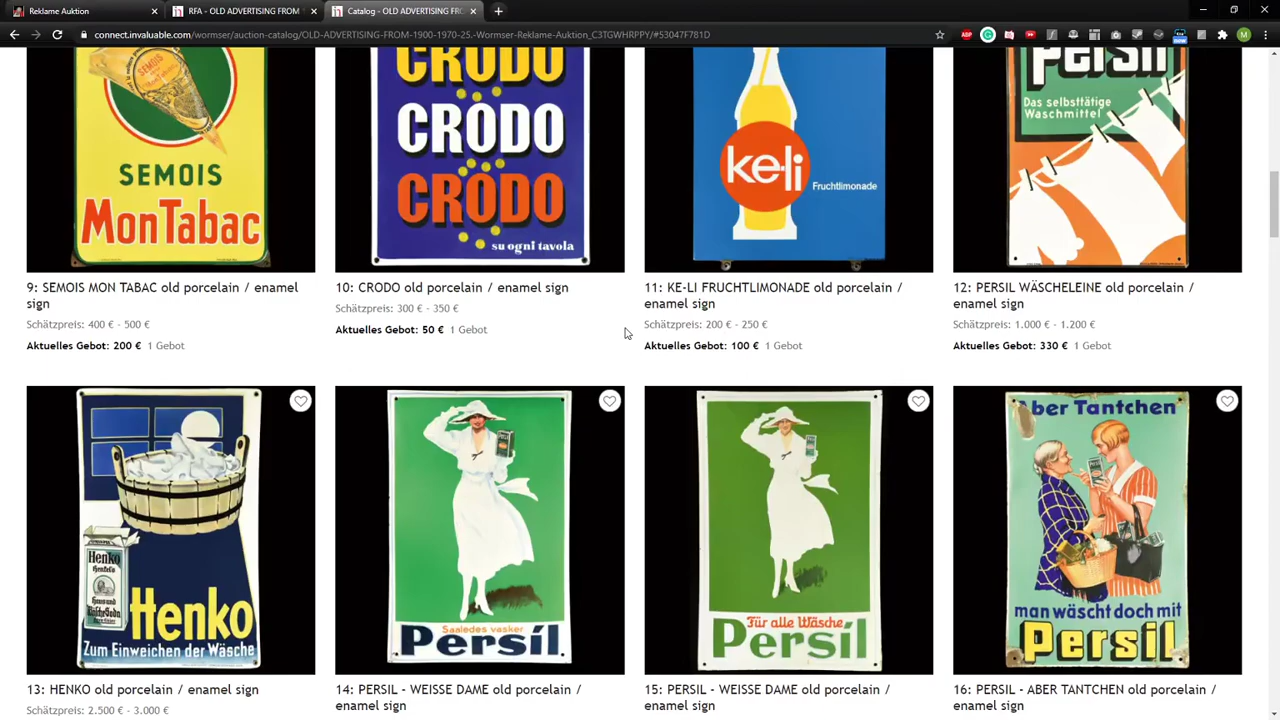 Reklame Auktion
RFA - OLD ADVERTISING FROM
Catalog - OLD ADVERTISING FRO
connect.invaluable.com/wormser/auction-catalog/OLD-ADVERTISING-FROM-1900-1970-2S.-Wormser-Reklame-Auktion_C3TGWHRPPY/#53047F781D
SEMOIS
SEMOIS
MonTabac
CRODO
CRODO
CRODO
su ogni tavola
ke-li
Fruchtlimonade
Persil
Das selbsttätige
Waschmittel
9: SEMOIS MON TABAC old porcelain / enamel
sign
Schätzpreis: 400 € - 500 €
Aktuelles Gebot: 200 € 1 Gebot
10: CRODO old porcelain / enamel sign
Schätzpreis: 300 € - 350 €
Aktuelles Gebot: 50 € 1 Gebot
11: KE-LI FRUCHTLIMONADE old porcelain /
enamel sign
Schätzpreis: 200 € - 250 €
Aktuelles Gebot: 100 € 1 Gebot
12: PERSIL WÄSCHELEINE old porcelain /
enamel sign
Schätzpreis: 1.000 € - 1.200 €
Aktuelles Gebot: 330 € 1 Gebot
Henko
Henkel's
Henko
Zum Einweichen der Wäsche
Saaledes vasker
Persil
Für alle Wäsche
Persil
Aber Tantchen
man wäscht doch mit
Persil
13: HENKO old porcelain / enamel sign
Schätzpreis: 2.500 € - 3.000 €
14: PERSIL - WEISSE DAME old porcelain /
enamel sign
15: PERSIL - WEISSE DAME old porcelain /
enamel sign
16: PERSIL - ABER TANTCHEN old porcelain /
enamel sign